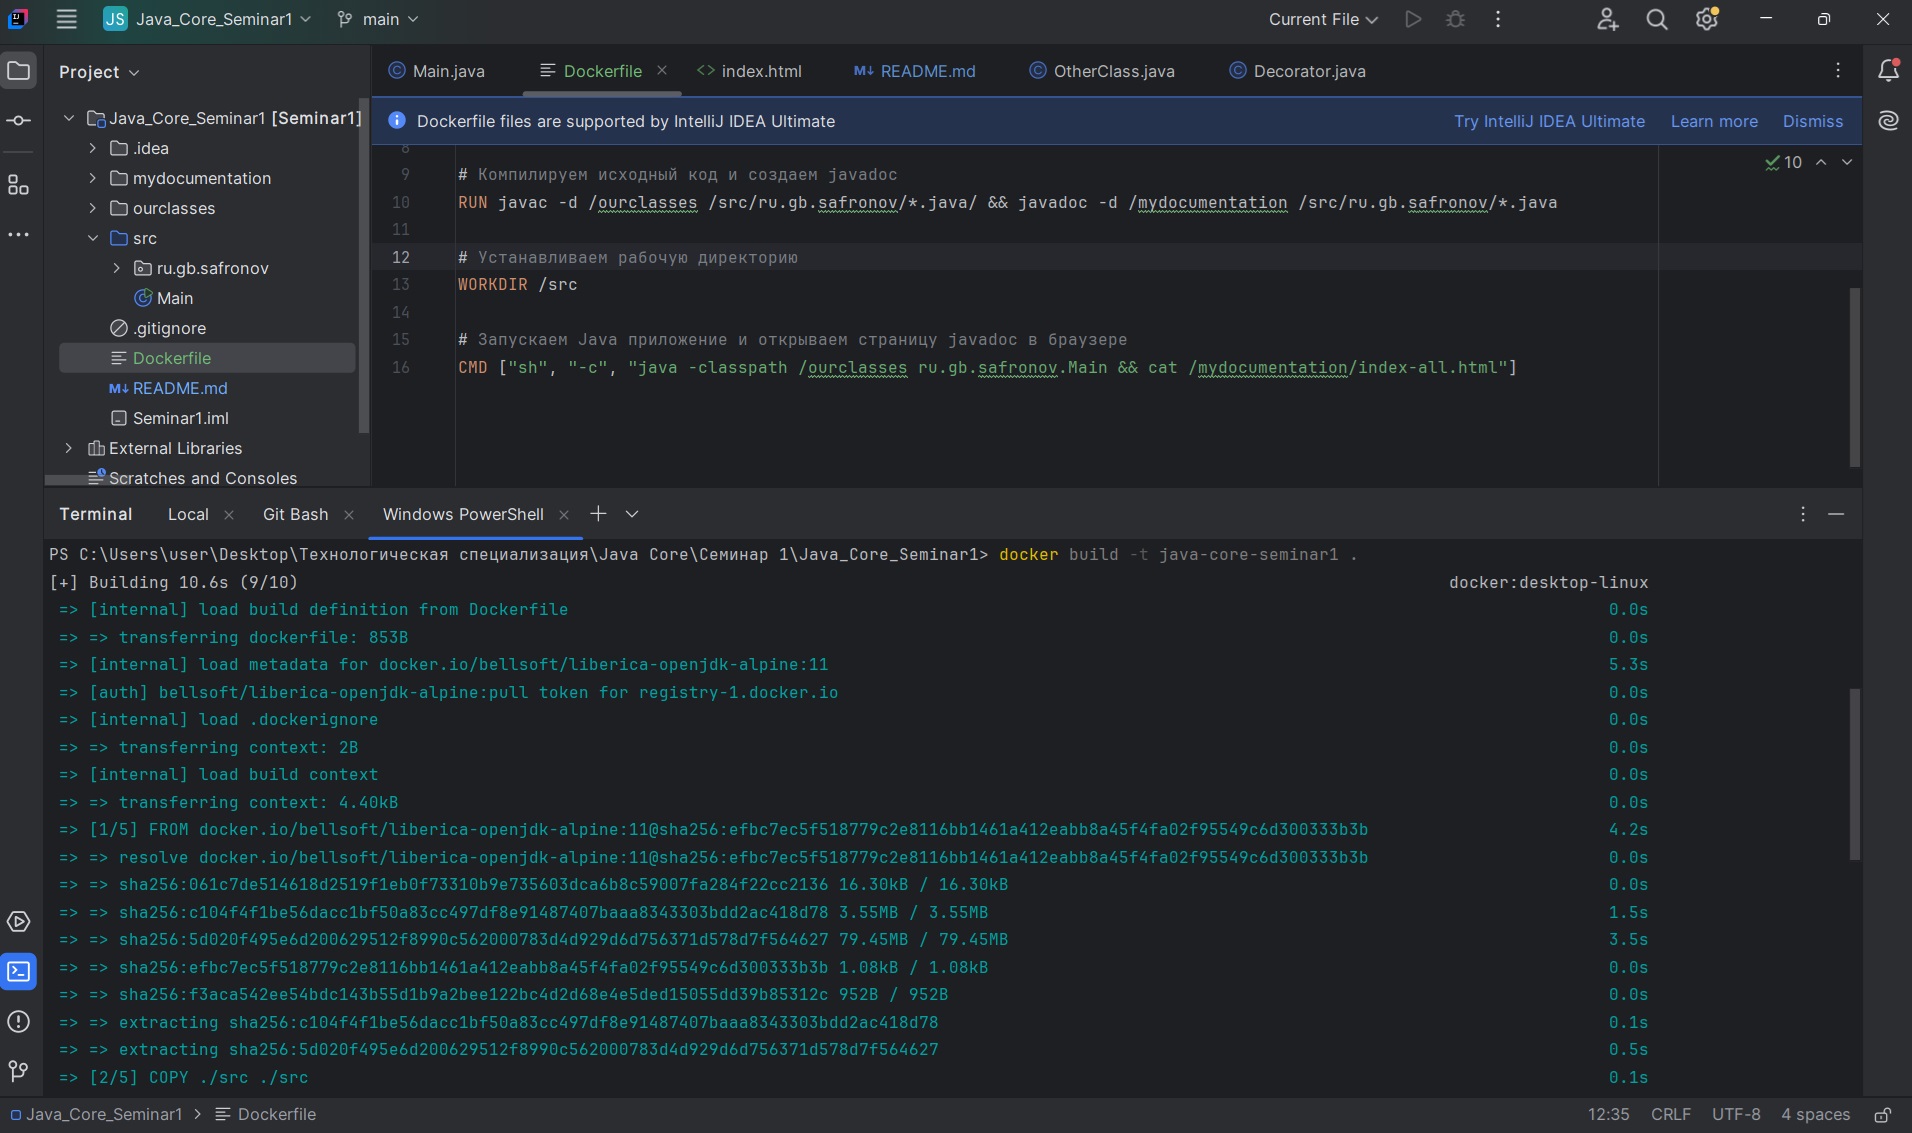 JS Java_Core_Seminar1 main Current File
Project
Main.java Dockerfile index.html M↓ README.md OtherClass.java Decorator.java
Dockerfile files are supported by IntelliJ IDEA Ultimate Try IntelliJ IDEA Ultimate Learn more Dismiss
Java_Core_Seminar1 [Seminar1]
.idea
mydocumentation
ourclasses
src
ru.gb.safronov
Main
.gitignore
Dockerfile
M↓ README.md
Seminar1.iml
External Libraries
Scratches and Consoles
8
9 # Компилируем исходный код и создаем javadoc
10 RUN javac -d /ourclasses /src/ru.gb.safronov/*.java/ && javadoc -d /mydocumentation /src/ru.gb.safronov/*.java
11
12 # Устанавливаем рабочую директорию
13 WORKDIR /src
14
15 # Запускаем Java приложение и открываем страницу javadoc в браузере
16 CMD ["sh", "-c", "java -classpath /ourclasses ru.gb.safronov.Main && cat /mydocumentation/index-all.html"]
10
Terminal Local Git Bash Windows PowerShell
PS C:\Users\user\Desktop\Технологическая специализация\Java Core\Семинар 1\Java_Core_Seminar1> docker build -t java-core-seminar1 .
[+] Building 10.6s (9/10) docker:desktop-linux
=> [internal] load build definition from Dockerfile 0.0s
=> => transferring dockerfile: 853B 0.0s
=> [internal] load metadata for docker.io/bellsoft/liberica-openjdk-alpine:11 5.3s
=> [auth] bellsoft/liberica-openjdk-alpine:pull token for registry-1.docker.io 0.0s
=> [internal] load .dockerignore 0.0s
=> => transferring context: 2B 0.0s
=> [internal] load build context 0.0s
=> => transferring context: 4.40kB 0.0s
=> [1/5] FROM docker.io/bellsoft/liberica-openjdk-alpine:11@sha256:efbc7ec5f518779c2e8116bb1461a412eabb8a45f4fa02f95549c6d300333b3b 4.2s
=> => resolve docker.io/bellsoft/liberica-openjdk-alpine:11@sha256:efbc7ec5f518779c2e8116bb1461a412eabb8a45f4fa02f95549c6d300333b3b 0.0s
=> => sha256:061c7de514618d2519f1eb0f73310b9e735603dca6b8c59007fa284f22cc2136 16.30kB / 16.30kB 0.0s
=> => sha256:c104f4f1be56dacc1bf50a83cc497df8e91487407baaa8343303bdd2ac418d78 3.55MB / 3.55MB 1.5s
=> => sha256:5d020f495e6d200629512f8990c562000783d4d929d6d756371d578d7f564627 79.45MB / 79.45MB 3.5s
=> => sha256:efbc7ec5f518779c2e8116bb1461a412eabb8a45f4fa02f95549c6d300333b3b 1.08kB / 1.08kB 0.0s
=> => sha256:f3aca542ee54bdc143b55d1b9a2bee122bc4d2d68e4e5ded15055dd39b85312c 952B / 952B 0.0s
=> => extracting sha256:c104f4f1be56dacc1bf50a83cc497df8e91487407baaa8343303bdd2ac418d78 0.1s
=> => extracting sha256:5d020f495e6d200629512f8990c562000783d4d929d6d756371d578d7f564627 0.5s
=> [2/5] COPY ./src ./src 0.1s
Java_Core_Seminar1 > Dockerfile 12:35 CRLF UTF-8 4 spaces